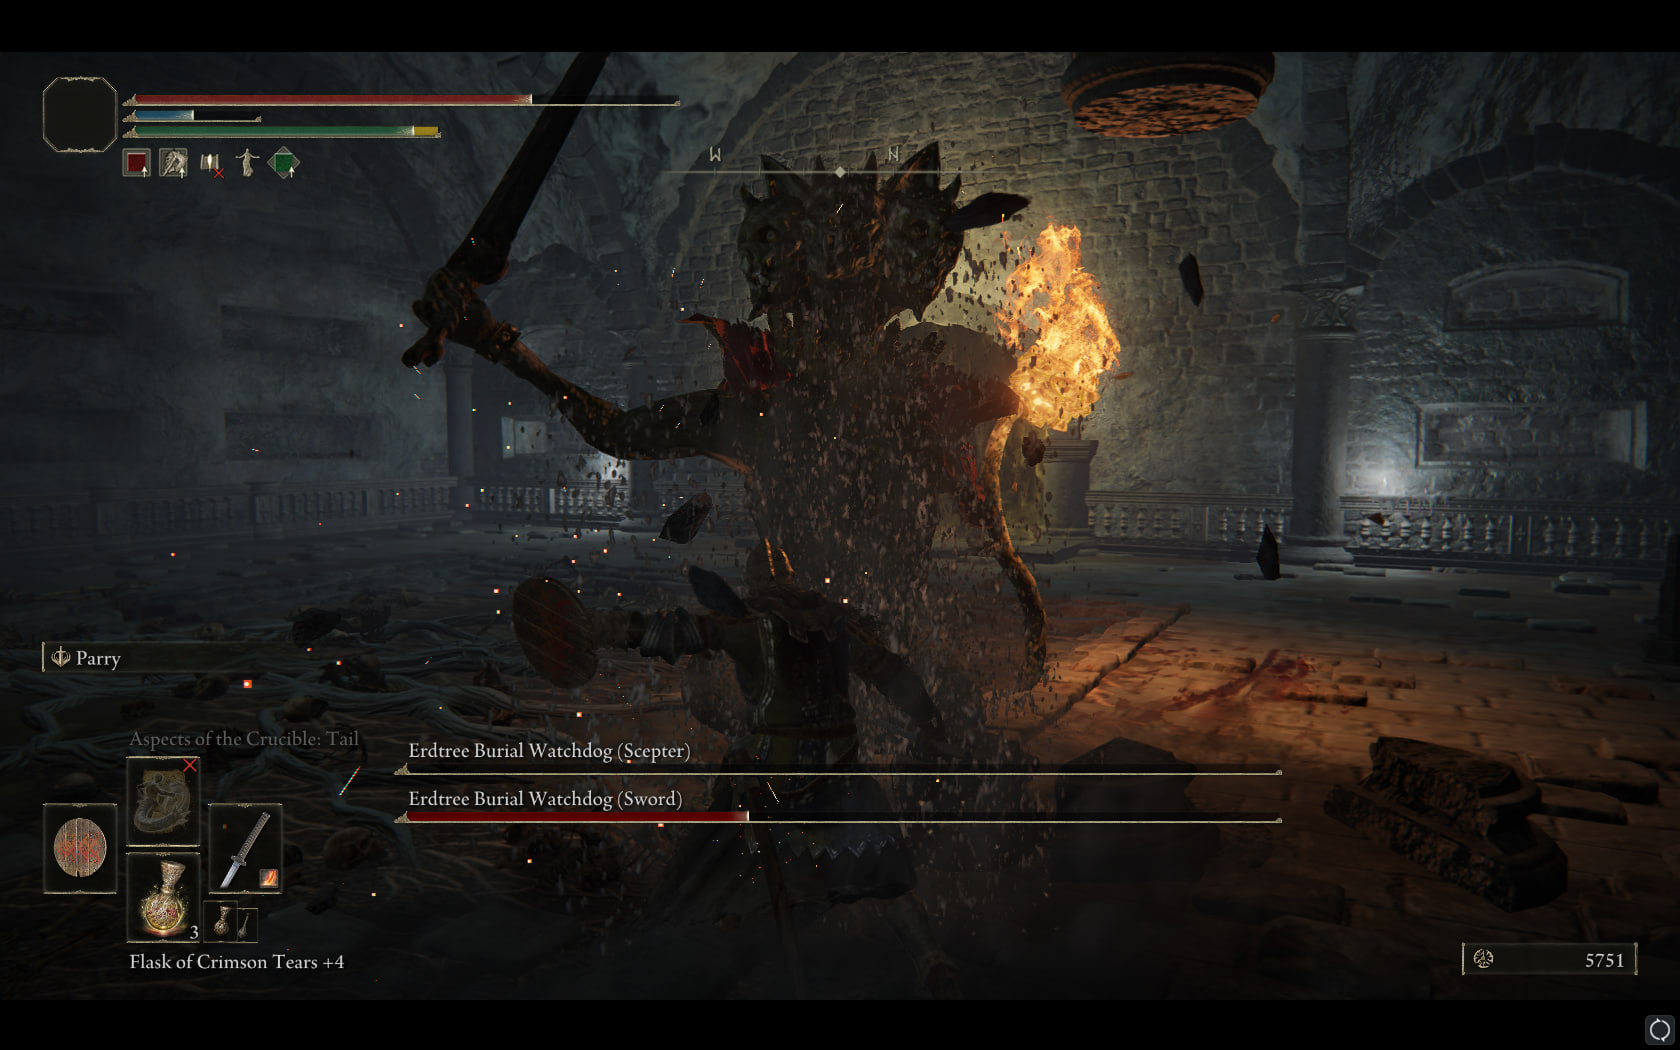 W
N
Parry
Aspects of the Crucible: Tail
Erdtree Burial Watchdog (Scepter)
Erdtree Burial Watchdog (Sword)
3
Flask of Crimson Tears +4
5751